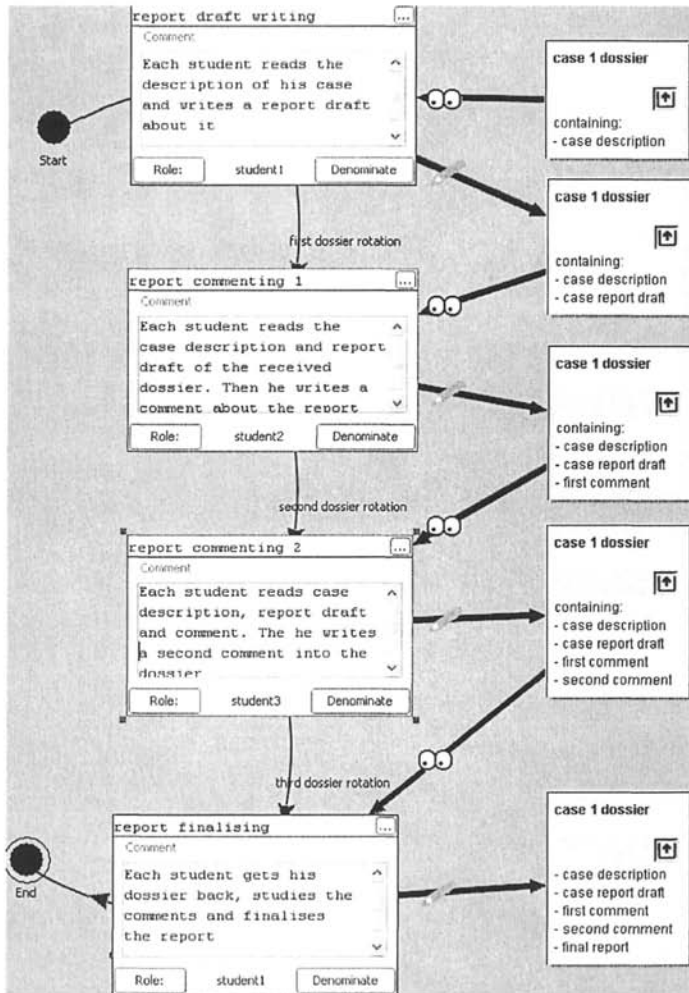 report draft writing
...
Comment
Each student reads the
description of his case
and writes a report draft
about it
Role: student1 Denominate
Start
case 1 dossier
containing:
- case description
first dossier rotation
case 1 dossier
containing:
- case description
- case report draft
report commenting 1
...
Comment
Each student reads the
case description and report
draft of the received
dossier. Then he writes a
comment about the report
Role: student2 Denominate
case 1 dossier
containing:
- case description
- case report draft
- first comment
second dossier rotation
report commenting 2
...
Comment
Each student reads case
description, report draft
and comment. The he writes
a second comment into the
dossier
Role: student3 Denominate
case 1 dossier
containing:
- case description
- case report draft
- first comment
- second comment
third dossier rotation
report finalising
...
Comment
Each student gets his
dossier back, studies the
comments and finalises
the report
Role: student1 Denominate
End
case 1 dossier
- case description
- case report draft
- first comment
- second comment
- final report